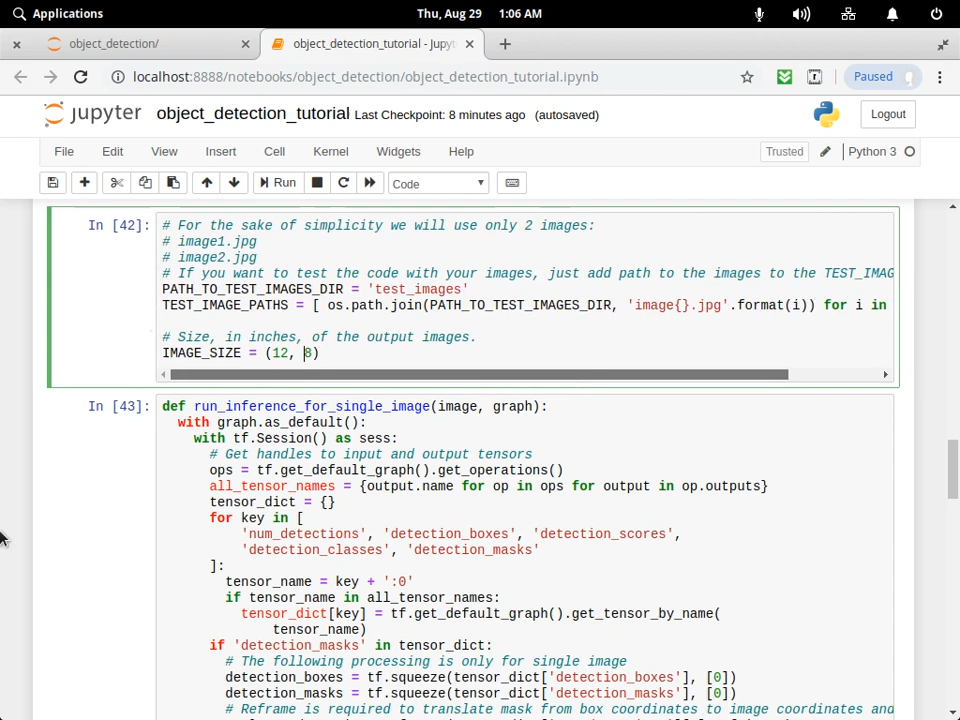 Applications
Thu, Aug 29 1:06 AM
object_detection/
object_detection_tutorial - Jupyt
localhost:8888/notebooks/object_detection/object_detection_tutorial.ipynb
Paused
jupyter object_detection_tutorial Last Checkpoint: 8 minutes ago (autosaved)
Logout
File Edit View Insert Cell Kernel Widgets Help
Trusted
Python 3
Run
Code
In [42]:
# For the sake of simplicity we will use only 2 images:
# image1.jpg
# image2.jpg
# If you want to test the code with your images, just add path to the images to the TEST_IMAG
PATH_TO_TEST_IMAGES_DIR = 'test_images'
TEST_IMAGE_PATHS = [ os.path.join(PATH_TO_TEST_IMAGES_DIR, 'image{}.jpg'.format(i)) for i in
# Size, in inches, of the output images.
IMAGE_SIZE = (12, 8)
In [43]:
def run_inference_for_single_image(image, graph):
with graph.as_default():
with tf.Session() as sess:
# Get handles to input and output tensors
ops = tf.get_default_graph().get_operations()
all_tensor_names = {output.name for op in ops for output in op.outputs}
tensor_dict = {}
for key in [
'num_detections', 'detection_boxes', 'detection_scores',
'detection_classes', 'detection_masks'
]:
tensor_name = key + ':0'
if tensor_name in all_tensor_names:
tensor_dict[key] = tf.get_default_graph().get_tensor_by_name(
tensor_name)
if 'detection_masks' in tensor_dict:
# The following processing is only for single image
detection_boxes = tf.squeeze(tensor_dict['detection_boxes'], [0])
detection_masks = tf.squeeze(tensor_dict['detection_masks'], [0])
# Reframe is required to translate mask from box coordinates to image coordinates and